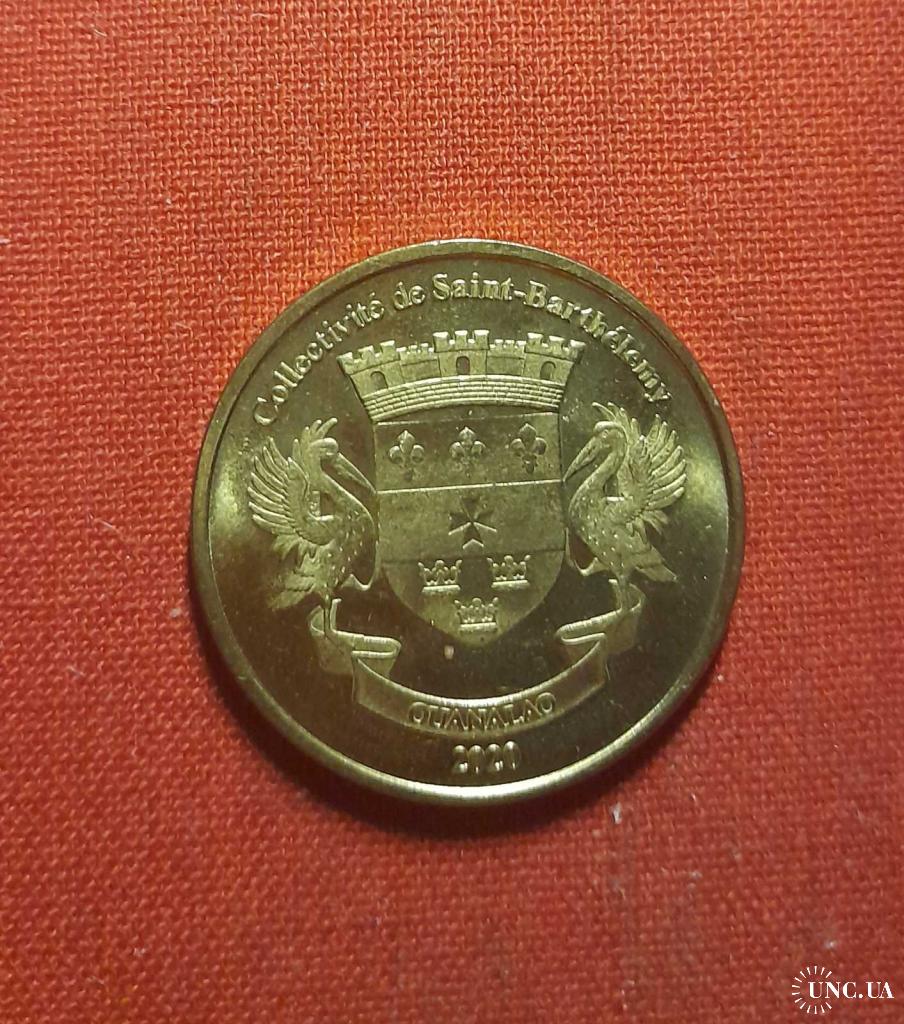 Collectivité de Saint-Barthélemy
OUANALAO
2020
UNC.UA